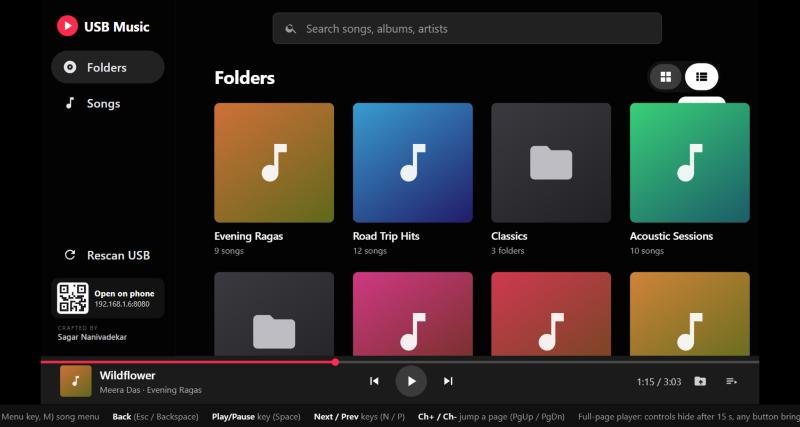 USB Music
Search songs, albums, artists
Folders
Songs
Folders
Evening Ragas
9 songs
Road Trip Hits
12 songs
Classics
3 folders
Acoustic Sessions
10 songs
Rescan USB
Open on phone
192.168.1.6:8080
CRAFTED BY
Sagar Nanivadekar
Wildflower
Meera Das · Evening Ragas
1:15 / 3:03
Menu key, M) song menu Back (Esc / Backspace) Play/Pause key (Space) Next / Prev keys (N / P) Ch+ / Ch- jump a page (PgUp / PgDn) Full-page player: controls hide after 15 s, any button bring